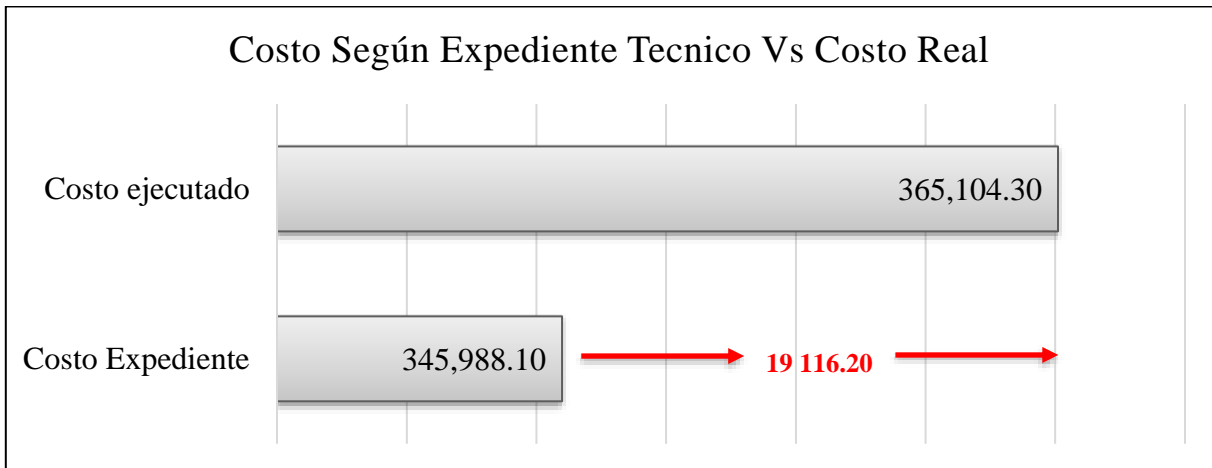 Costo Según Expediente Tecnico Vs Costo Real
Costo ejecutado
365,104.30
Costo Expediente
345,988.10
19 116.20